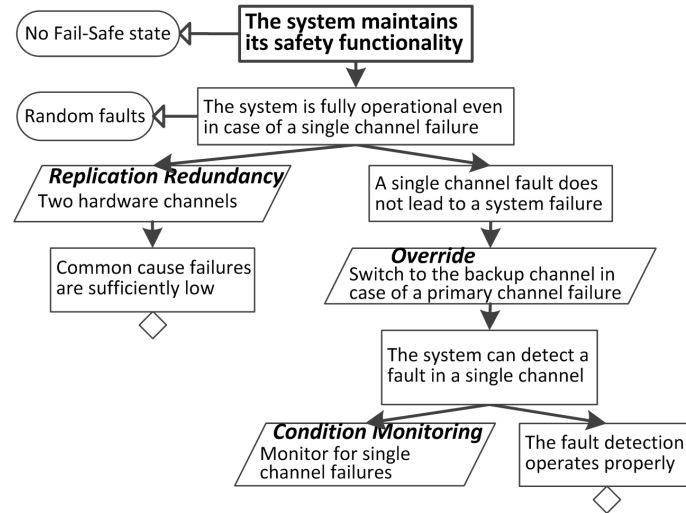 No Fail-Safe state
The system maintains
its safety functionality
Random faults
The system is fully operational even
in case of a single channel failure
Replication Redundancy
Two hardware channels
A single channel fault does
not lead to a system failure
Common cause failures
are sufficiently low
Override
Switch to the backup channel in
case of a primary channel failure
The system can detect a
fault in a single channel
Condition Monitoring
Monitor for single
channel failures
The fault detection
operates properly